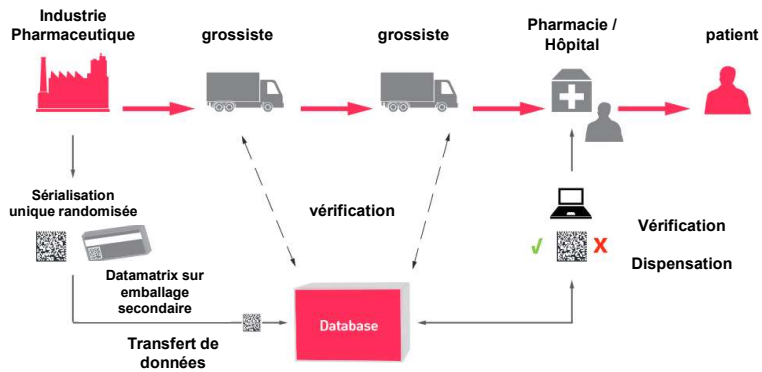 Industrie
Pharmaceutique
grossiste
grossiste
Pharmacie /
Hôpital
patient
Sérialisation
unique randomisée
vérification
Vérification
Dispensation
Datamatrix sur
emballage
secondaire
Database
Transfert de
données